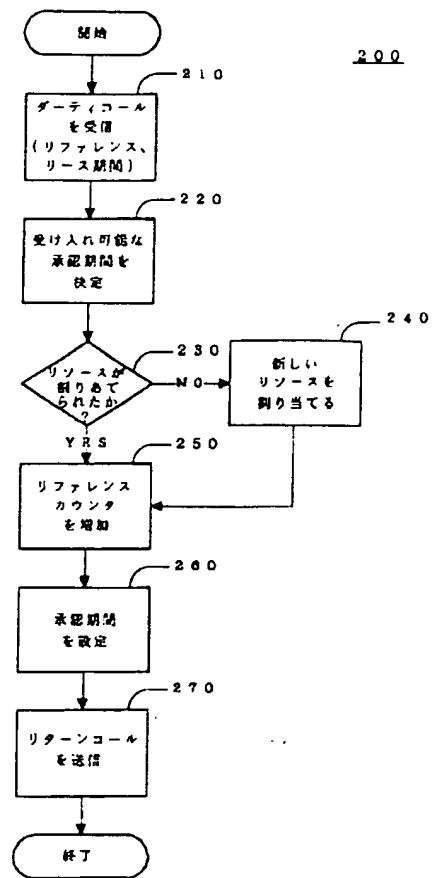 開始
２００
２１０
ダーティコール
を受信
(リファレンス、
リース期間)
２２０
受け入れ可能な
承認期間を
決定
２３０
リソースが
割りあて
られたか
?
ＮＯ
２４０
新しい
リソースを
割り当てる
ＹＲＳ
２５０
リファレンス
カウンタ
を増加
２６０
承認期間
を設定
２７０
リターンコール
を送信
終了